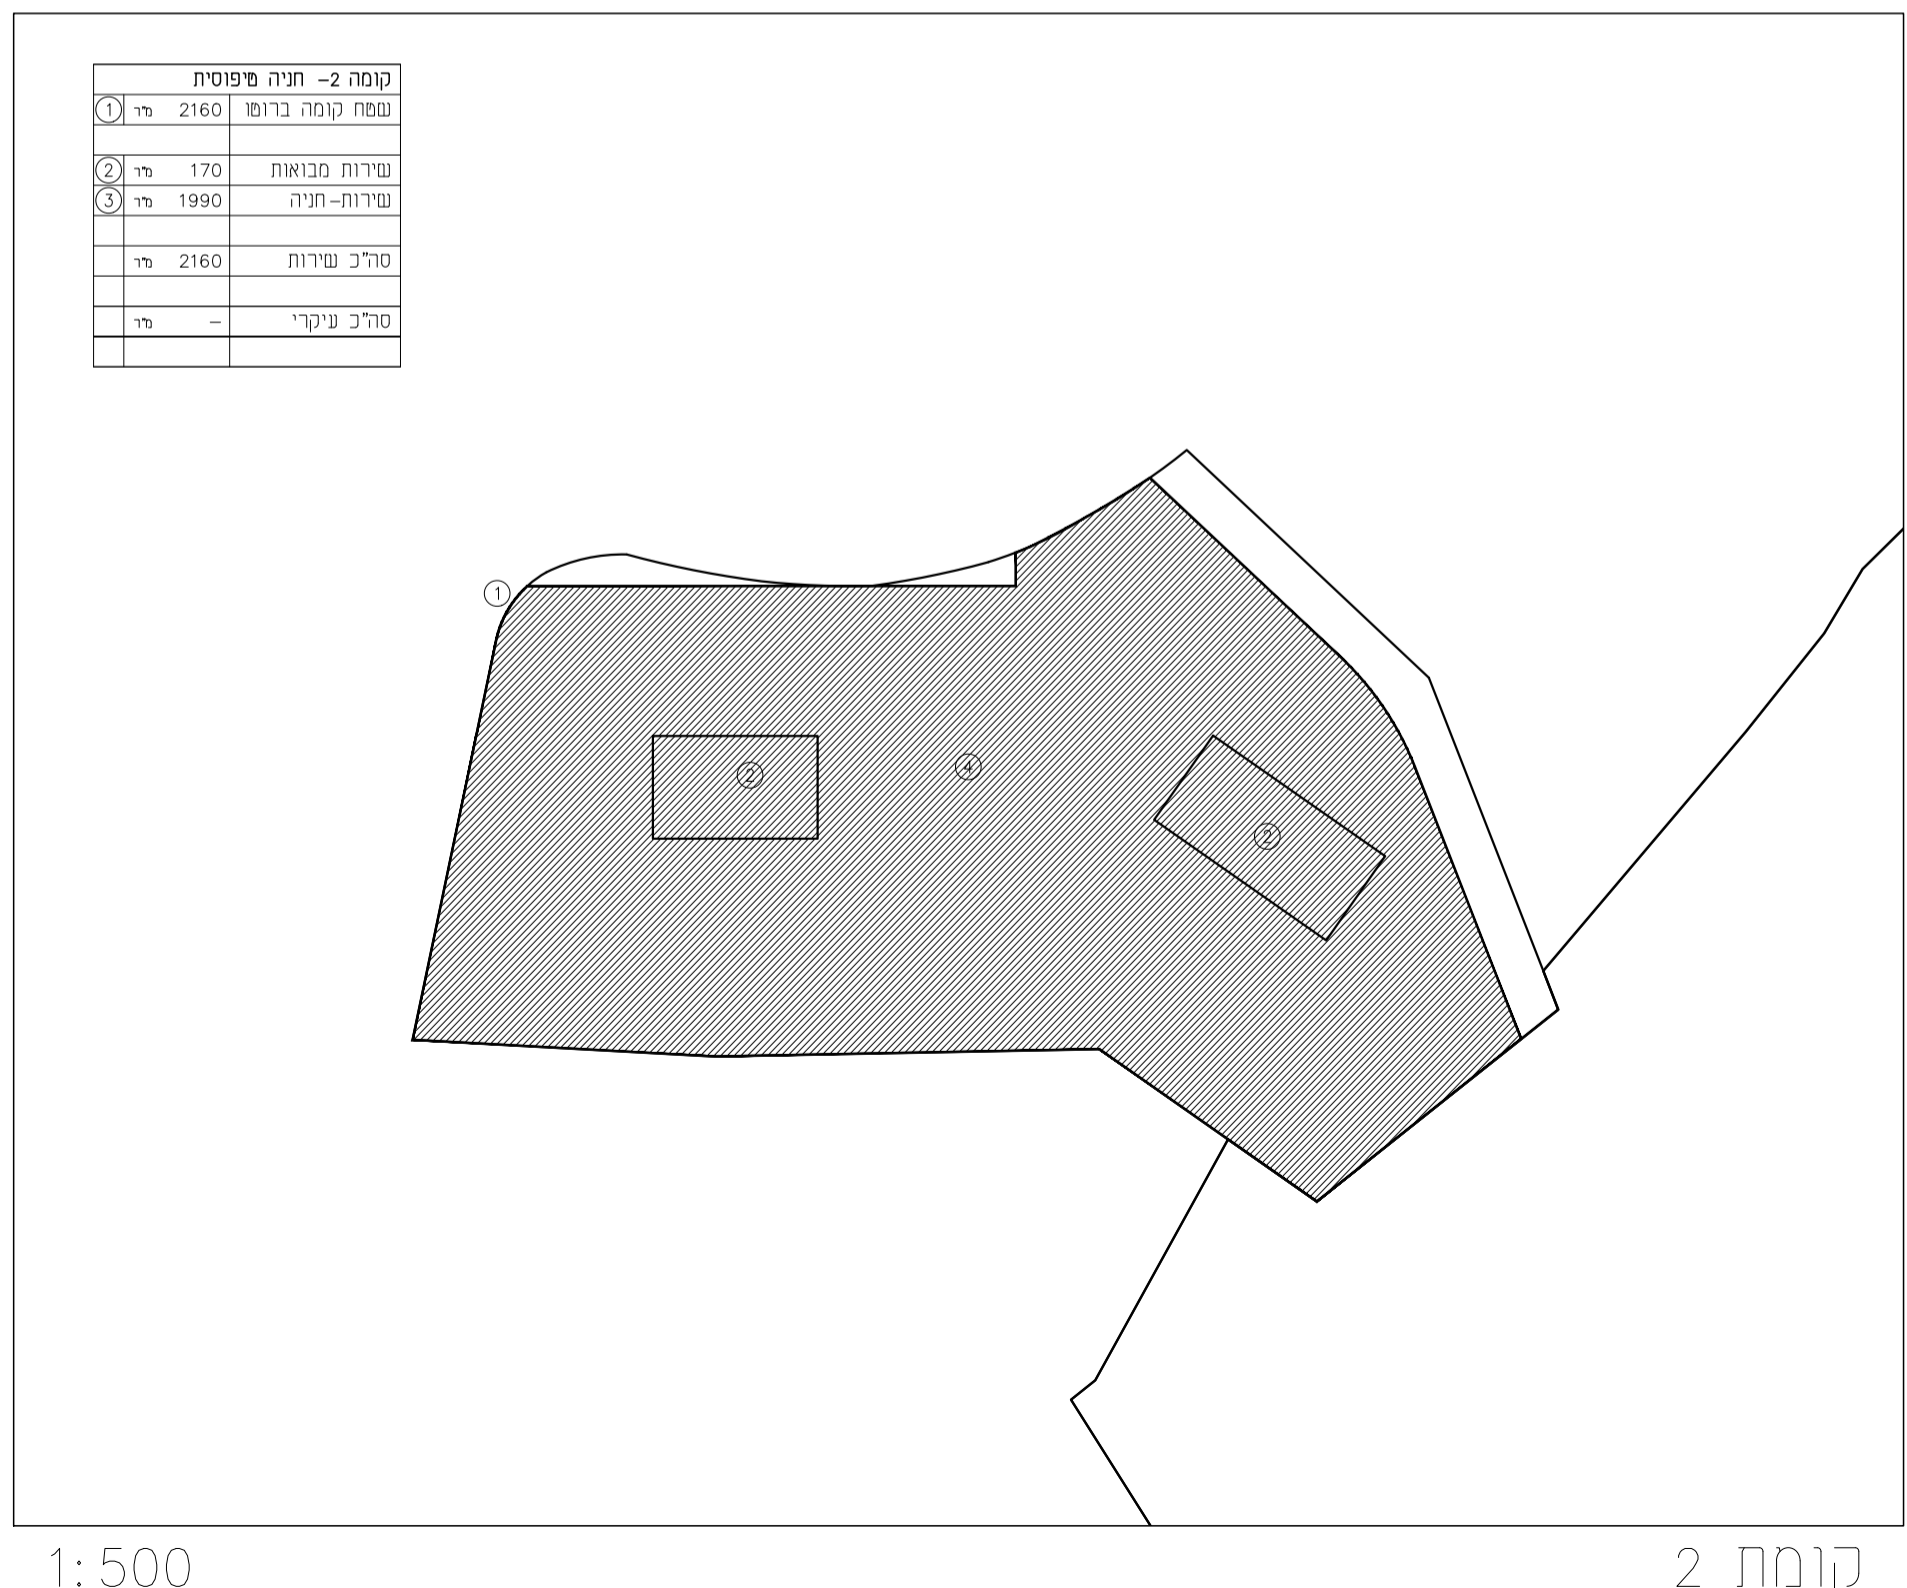 קומה 2- חניה טיפוסית
שטח קומה ברוטו 2160 מ"ר 1
שירות מבואות 170 מ"ר 2
שירות-חניה 1990 מ"ר 3
סה"כ שירות 2160 מ"ר
סה"כ עיקרי - מ"ר
1
2
4
2
קומת 2
1:500